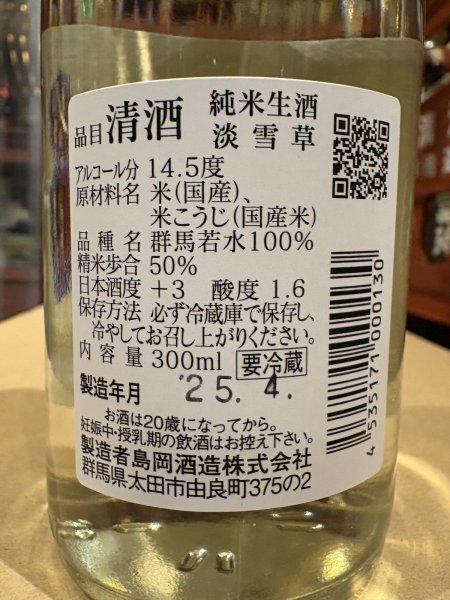 品目 清酒 純米生酒
淡雪草
アルコール分 14.5度
原材料名 米(国産)、
米こうじ(国産米)
品種名 群馬若水100%
精米歩合 50%
日本酒度 +3 酸度 1.6
保存方法 必ず冷蔵庫で保存し、
冷やしてお召し上がりください。
内容量 300ml 要冷蔵
製造年月 25.4.
お酒は20歳になってから。
妊娠中・授乳期の飲酒はお控え下さい。
製造者島岡酒造株式会社
群馬県太田市由良町375の2
4 535171 000130